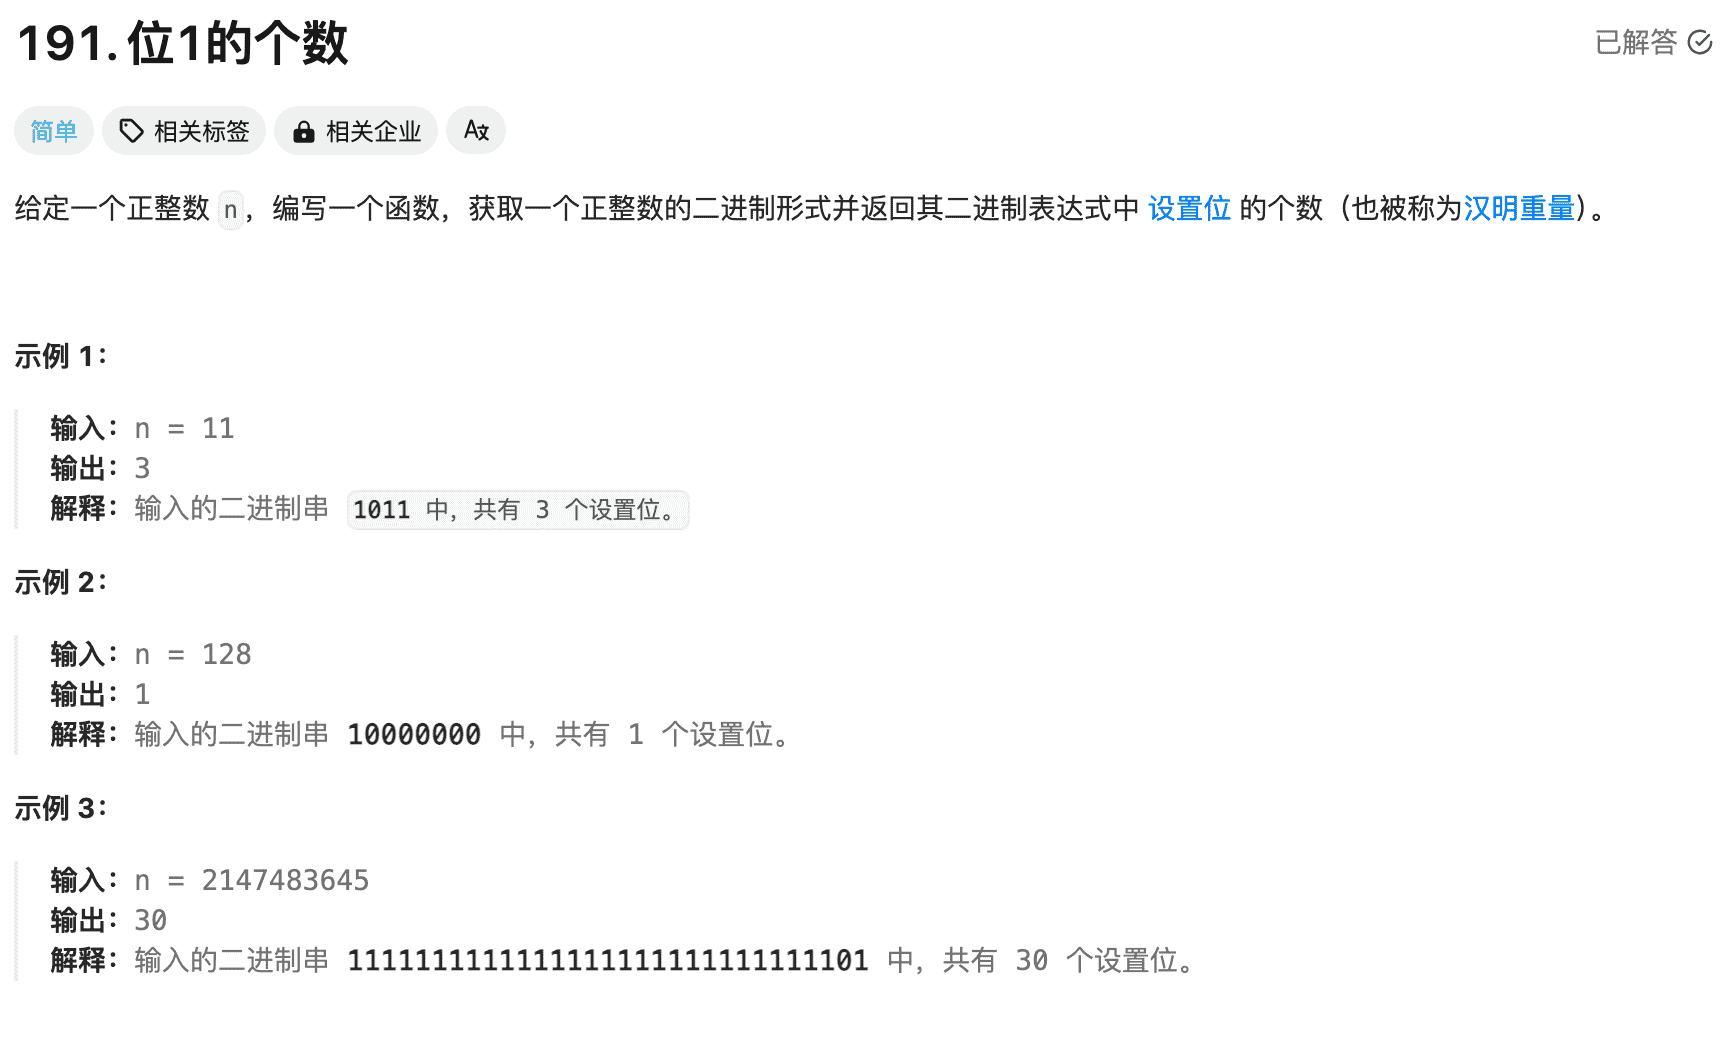 191. 位1的个数
已解答
简单
相关标签
相关企业
给定一个正整数 n，编写一个函数，获取一个正整数的二进制形式并返回其二进制表达式中 设置位 的个数（也被称为汉明重量）。
示例 1：
输入：n = 11
输出：3
解释：输入的二进制串 1011 中，共有 3 个设置位。
示例 2：
输入：n = 128
输出：1
解释：输入的二进制串 10000000 中，共有 1 个设置位。
示例 3：
输入：n = 2147483645
输出：30
解释：输入的二进制串 1111111111111111111111111111101 中，共有 30 个设置位。